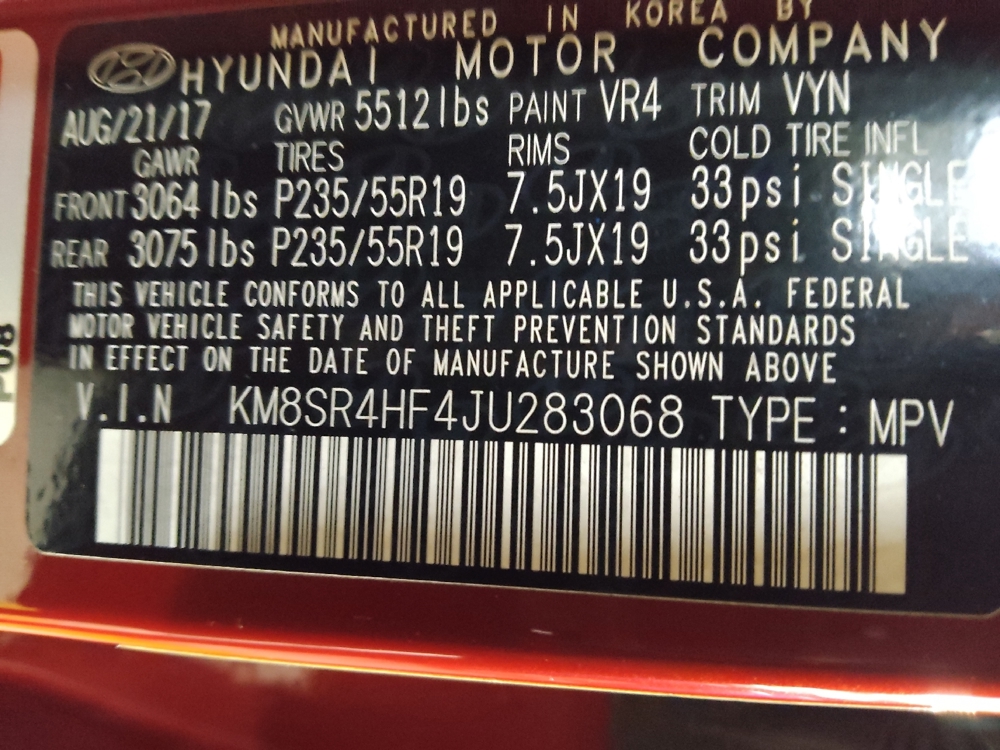 MANUFACTURED IN KOREA BY
HYUNDAI MOTOR COMPANY
AUG/21/17 GVWR 5512lbs PAINT VR4 TRIM VYN
GAWR TIRES RIMS COLD TIRE INFL
FRONT 3064 lbs P235/55R19 7.5JX19 33psi SINGLE
REAR 3075 lbs P235/55R19 7.5JX19 33psi SINGLE
THIS VEHICLE CONFORMS TO ALL APPLICABLE U.S.A. FEDERAL
MOTOR VEHICLE SAFETY AND THEFT PREVENTION STANDARDS
IN EFFECT ON THE DATE OF MANUFACTURE SHOWN ABOVE
V.I.N KM8SR4HF4JU283068 TYPE : MPV